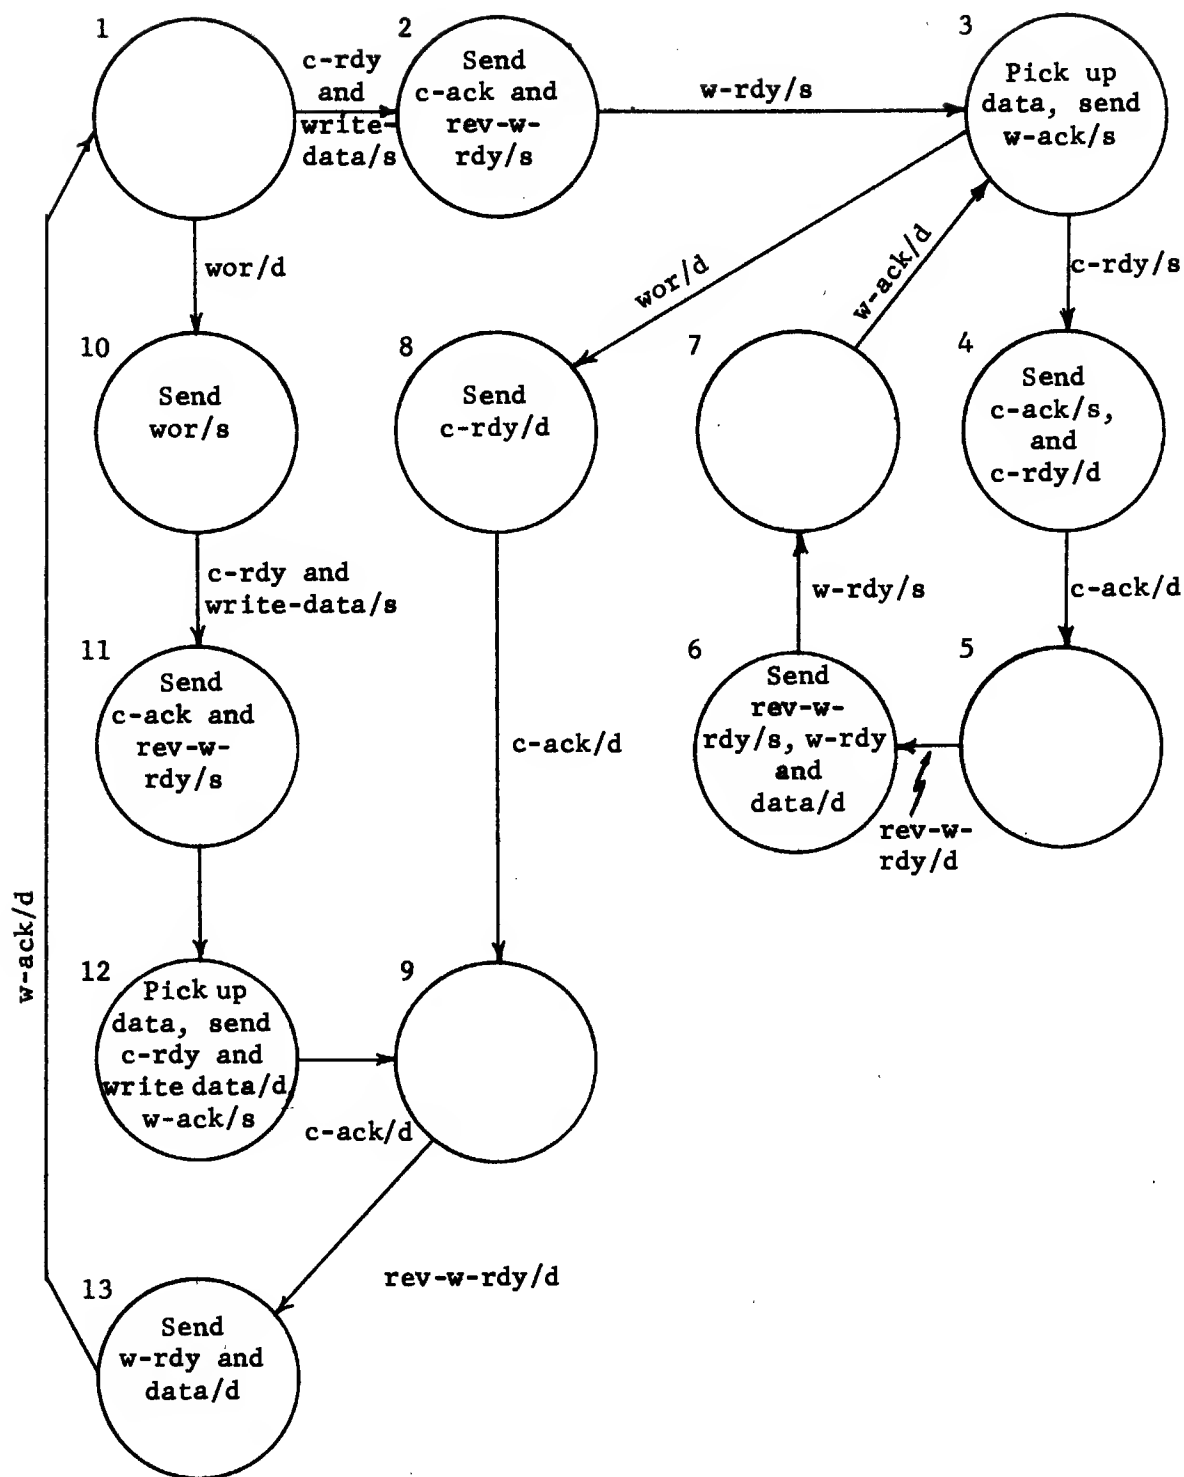 1
c-rdy
and
write-
data/s
2
Send
c-ack and
rev-w-
rdy/s
w-rdy/s
3
Pick up
data, send
w-ack/s
wor/d
wor/d
w-ack/d
c-rdy/s
10
Send
wor/s
8
Send
c-rdy/d
7
4
Send
c-ack/s,
and
c-rdy/d
c-rdy and
write-data/s
w-rdy/s
c-ack/d
11
Send
c-ack and
rev-w-
rdy/s
c-ack/d
6
Send
rev-w-
rdy/s, w-rdy
and
data/d
5
rev-w-
rdy/d
w-ack/d
12
Pick up
data, send
c-rdy and
write data/d
w-ack/s
9
c-ack/d
rev-w-rdy/d
13
Send
w-rdy and
data/d